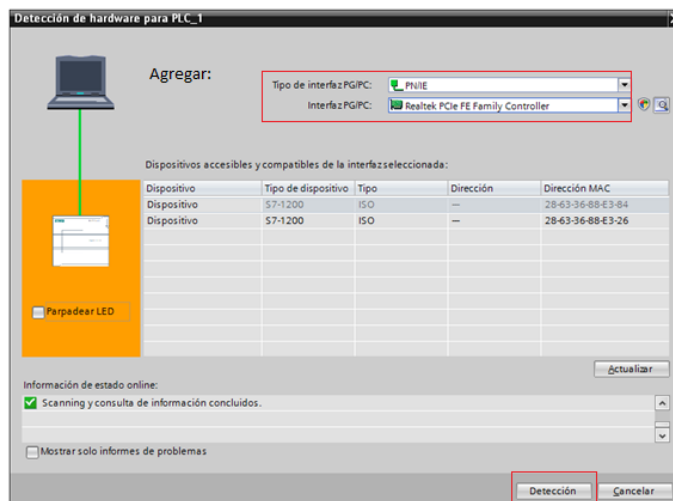 Detección de hardware para PLC_1
Agregar:
Tipo de interfaz PG/PC: PN/IE
Interfaz PG/PC: Realtek PCIe FE Family Controller
Dispositivos accesibles y compatibles de la interfaz seleccionada:
Dispositivo Tipo de dispositivo Tipo Dirección Dirección MAC
Dispositivo S7-1200 ISO — 28-63-36-88-E3-84
Dispositivo S7-1200 ISO — 28-63-36-88-E3-26
Parpadear LED
Actualizar
Información de estado online:
Scanning y consulta de información concluidos.
Mostrar solo informes de problemas
Detección Cancelar